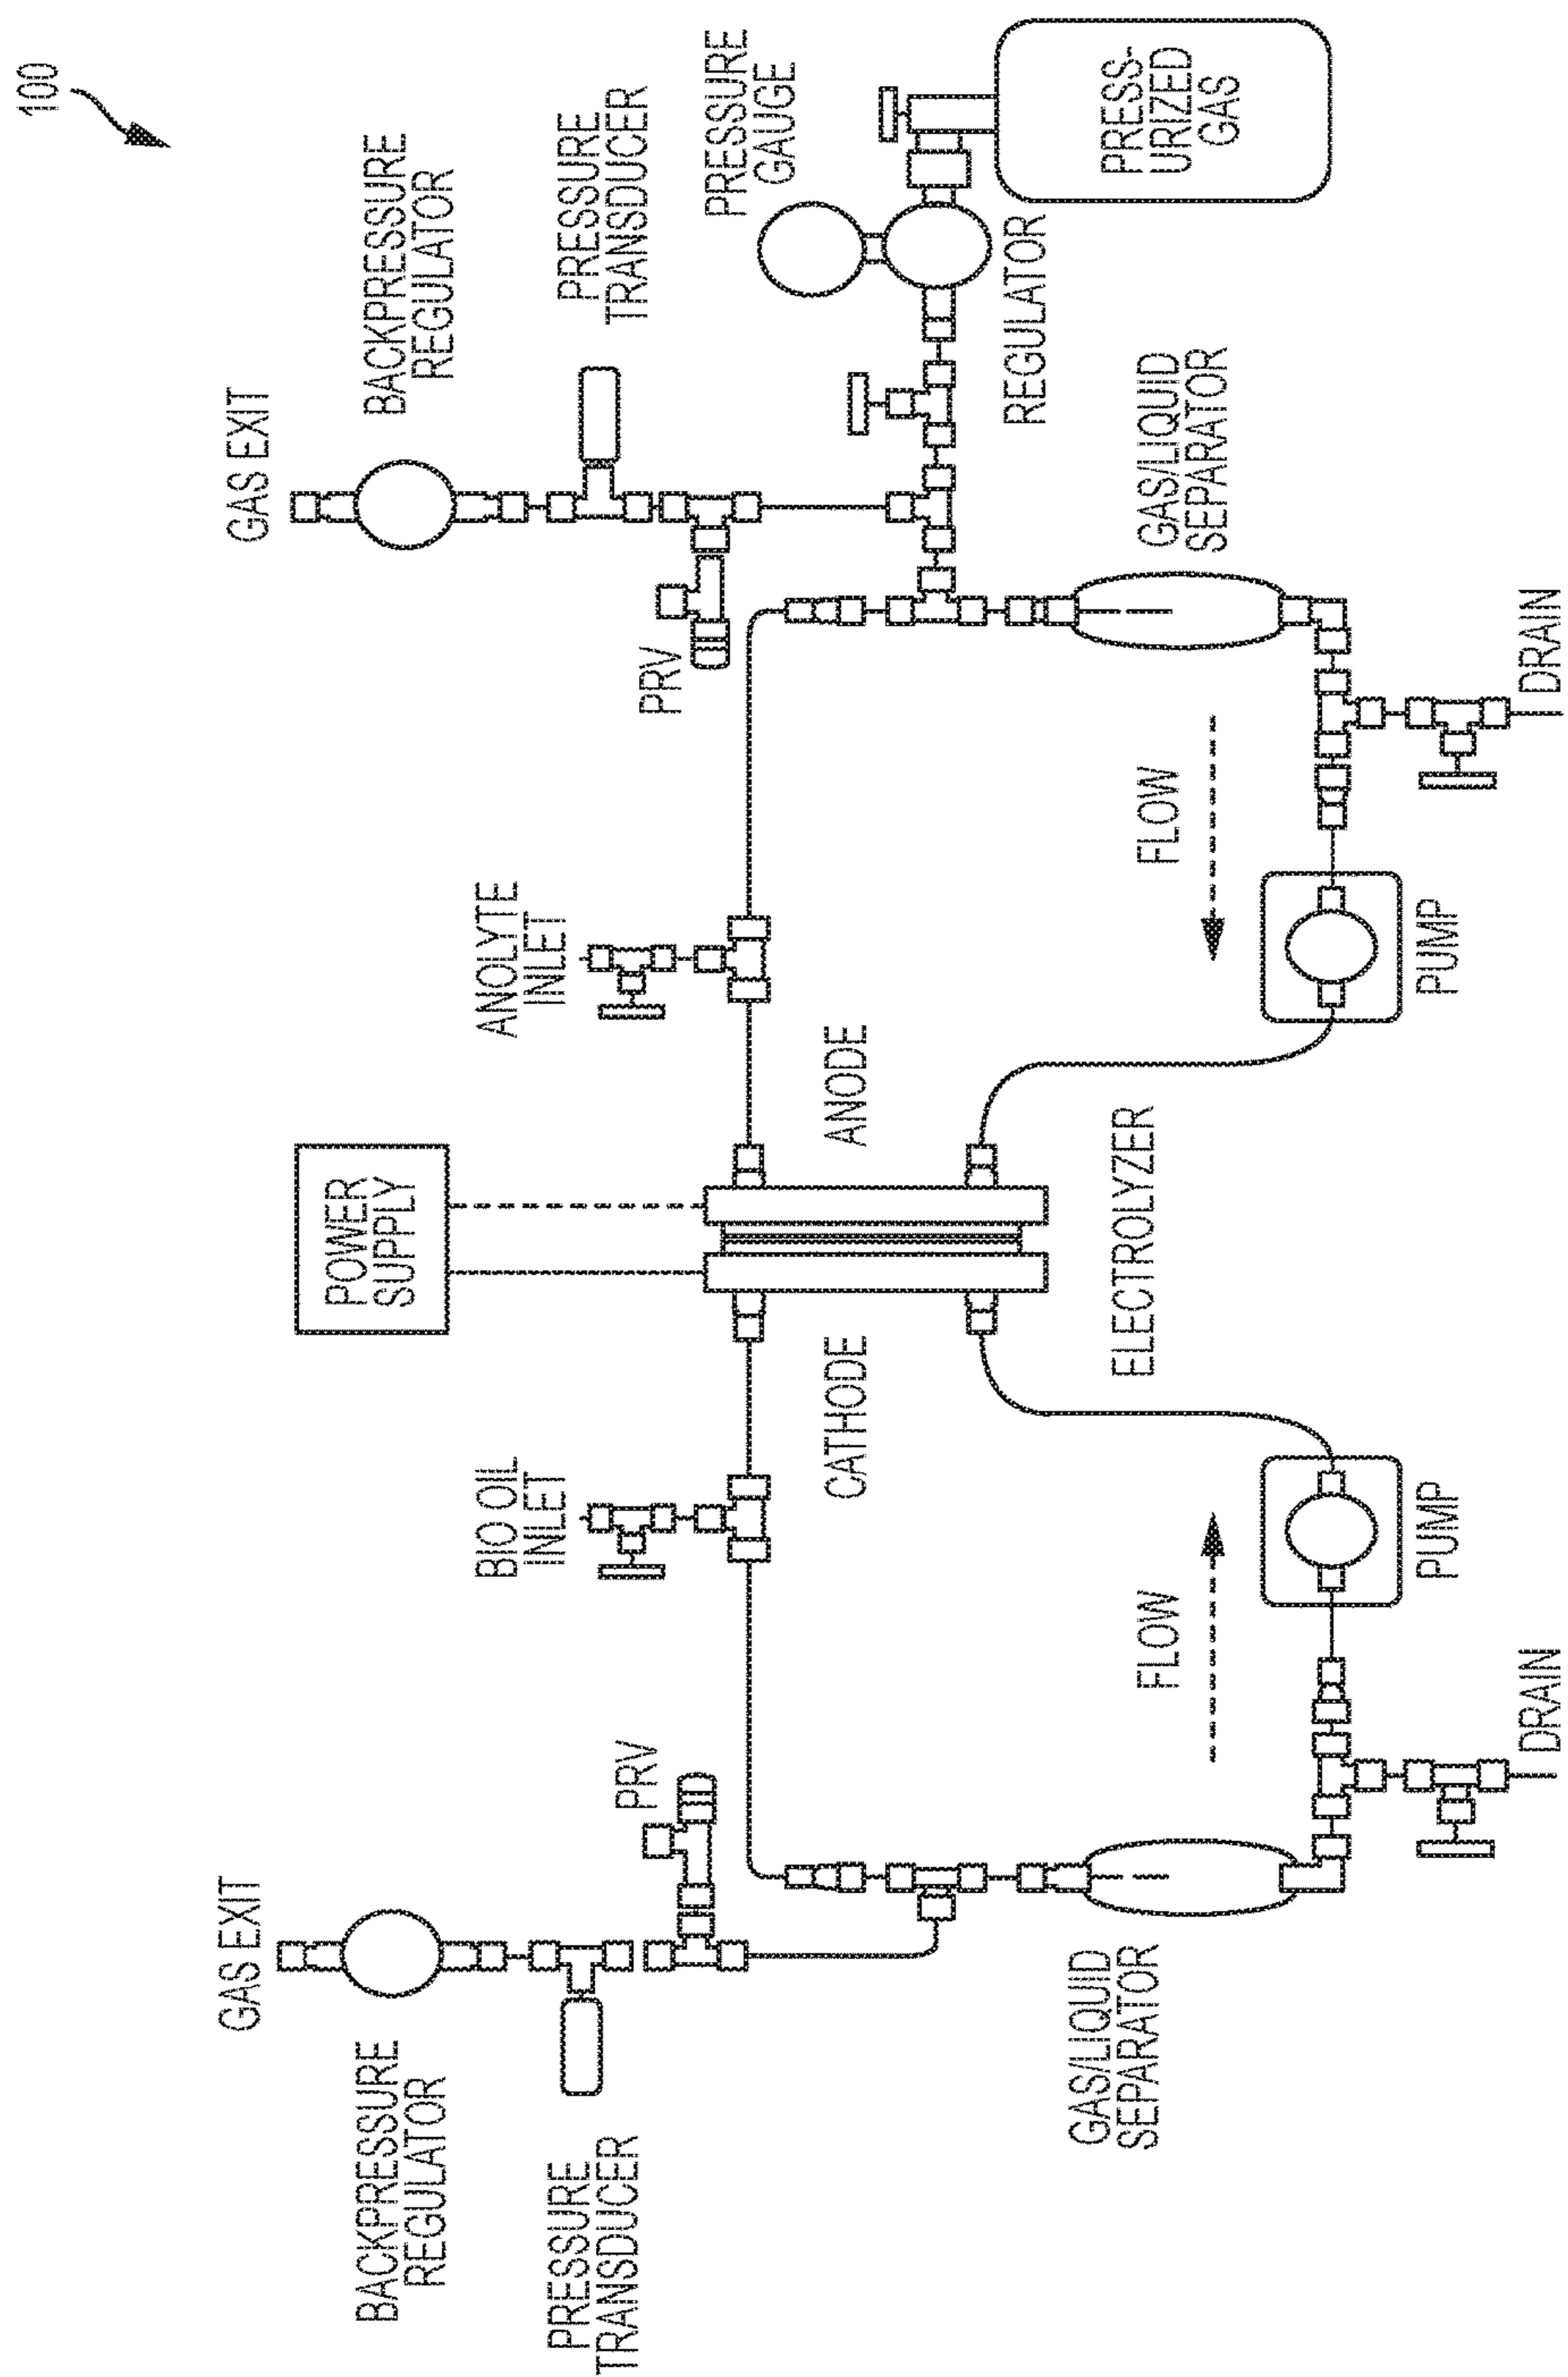 100
GAS EXIT
BACKPRESSURE
REGULATOR
PRESSURE
TRANSDUCER
PRV
BIO OIL
INLET
POWER
SUPPLY
ANOLYTE
INLET
GAS EXIT
BACKPRESSURE
REGULATOR
PRESSURE
TRANSDUCER
PRV
PRESSURE
GAUGE
CATHODE
ANODE
REGULATOR
PRESS-
URIZED
GAS
GAS/LIQUID
SEPARATOR
FLOW
ELECTROLYZER
FLOW
GAS/LIQUID
SEPARATOR
PUMP
PUMP
DRAIN
DRAIN